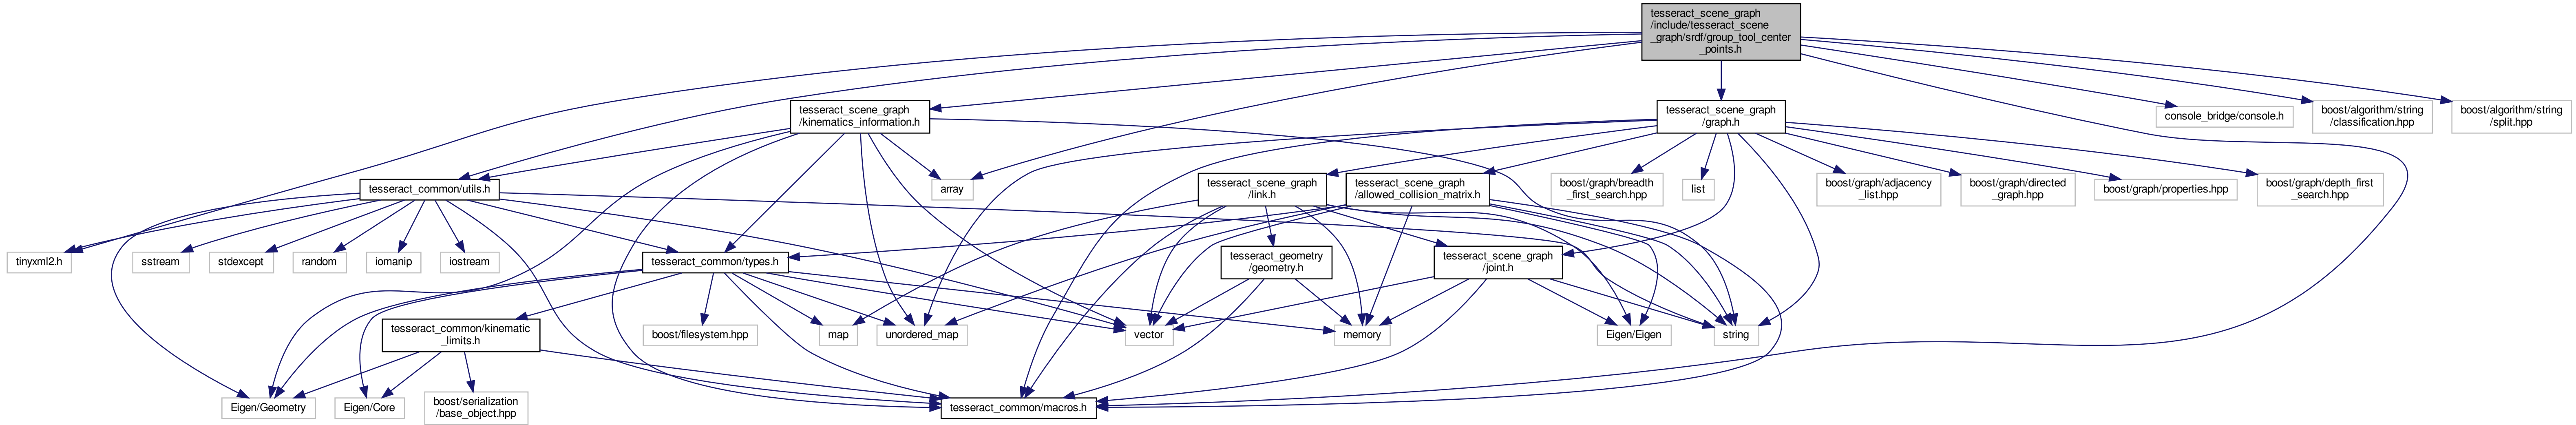 tesseract_scene_graph
/include/tesseract_scene
_graph/srdf/group_tool_center
_points.h
tesseract_scene_graph
/kinematics_information.h
tesseract_scene_graph
/graph.h
console_bridge/console.h
boost/algorithm/string
/classification.hpp
boost/algorithm/string
/split.hpp
tesseract_common/utils.h
array
tesseract_scene_graph
/link.h
tesseract_scene_graph
/allowed_collision_matrix.h
boost/graph/breadth
_first_search.hpp
list
boost/graph/adjacency
_list.hpp
boost/graph/directed
_graph.hpp
boost/graph/properties.hpp
boost/graph/depth_first
_search.hpp
tinyxml2.h
sstream
stdexcept
random
iomanip
iostream
tesseract_common/types.h
tesseract_geometry
/geometry.h
tesseract_scene_graph
/joint.h
tesseract_common/kinematic
_limits.h
boost/filesystem.hpp
map
unordered_map
vector
memory
Eigen/Eigen
string
Eigen/Geometry
Eigen/Core
boost/serialization
/base_object.hpp
tesseract_common/macros.h